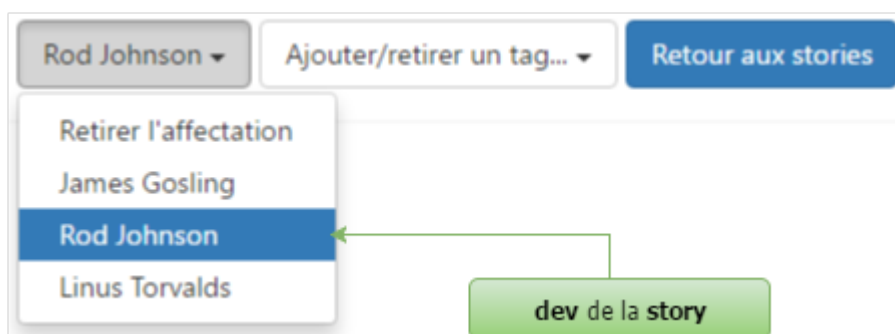 Rod Johnson
Ajouter/retirer un tag...
Retour aux stories
Retirer l'affectation
James Gosling
Rod Johnson
Linus Torvalds
dev de la story